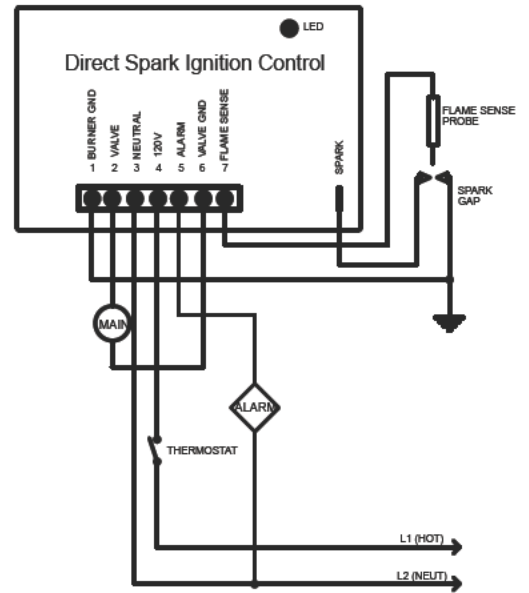 LED
Direct Spark Ignition Control
BURNER GND
VALVE
NEUTRAL
120V
ALARM
VALVE GND
FLAME SENSE
1 2 3 4 5 6 7
SPARK
FLAME SENSE
PROBE
SPARK
GAP
MAIN
ALARM
THERMOSTAT
L1 (HOT)
L2 (NEUT)